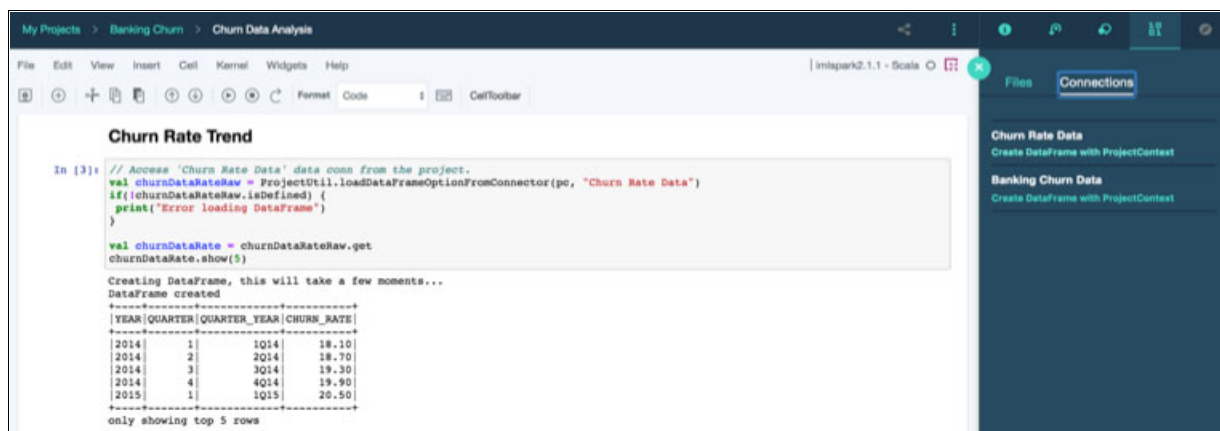 My Projects > Banking Churn > Churn Data Analysis
File Edit View Insert Cell Kernel Widgets Help
| imlspark2.1.1 - Scala
Format Code CellToolbar
Files Connections
Churn Rate Data
Create DataFrame with ProjectContext
Banking Churn Data
Create DataFrame with ProjectContext
Churn Rate Trend
In [3]:
// Access 'Churn Rate Data' data conn from the project.
val churnDataRateRaw = ProjectUtil.loadDataFrameOptionFromConnector(pc, "Churn Rate Data")
if(!churnDataRateRaw.isDefined) {
print("Error loading DataFrame")
}
val churnDataRate = churnDataRateRaw.get
churnDataRate.show(5)
Creating DataFrame, this will take a few moments...
DataFrame created
+----+-------+------------+----------+
|YEAR|QUARTER|QUARTER_YEAR|CHURN_RATE|
+----+-------+------------+----------+
|2014| 1| 1Q14| 18.10|
|2014| 2| 2Q14| 18.70|
|2014| 3| 3Q14| 19.30|
|2014| 4| 4Q14| 19.90|
|2015| 1| 1Q15| 20.50|
+----+-------+------------+----------+
only showing top 5 rows